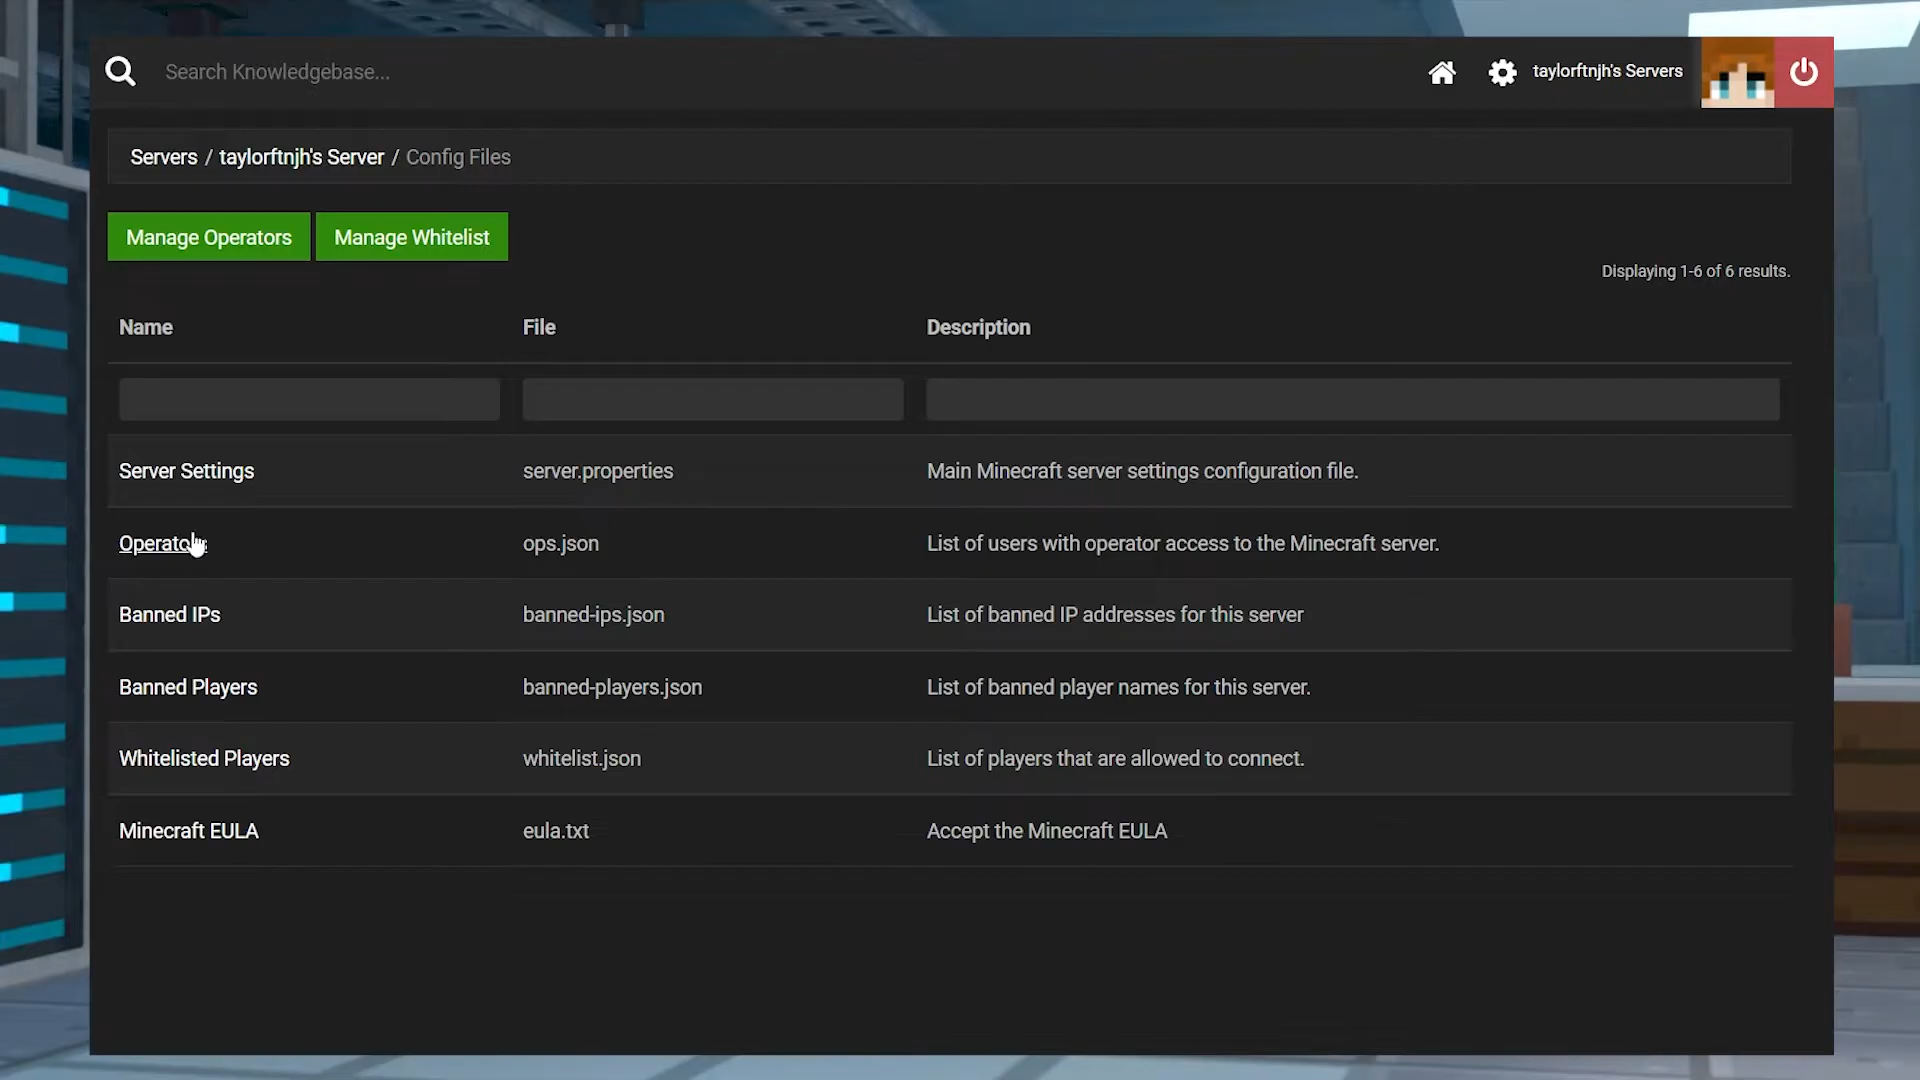 Search Knowledgebase...
taylorftnjh's Servers
Servers / taylorftnjh's Server / Config Files
Manage Operators
Manage Whitelist
Displaying 1-6 of 6 results.
Name File Description
Server Settings server.properties Main Minecraft server settings configuration file.
Operators ops.json List of users with operator access to the Minecraft server.
Banned IPs banned-ips.json List of banned IP addresses for this server
Banned Players banned-players.json List of banned player names for this server.
Whitelisted Players whitelist.json List of players that are allowed to connect.
Minecraft EULA eula.txt Accept the Minecraft EULA